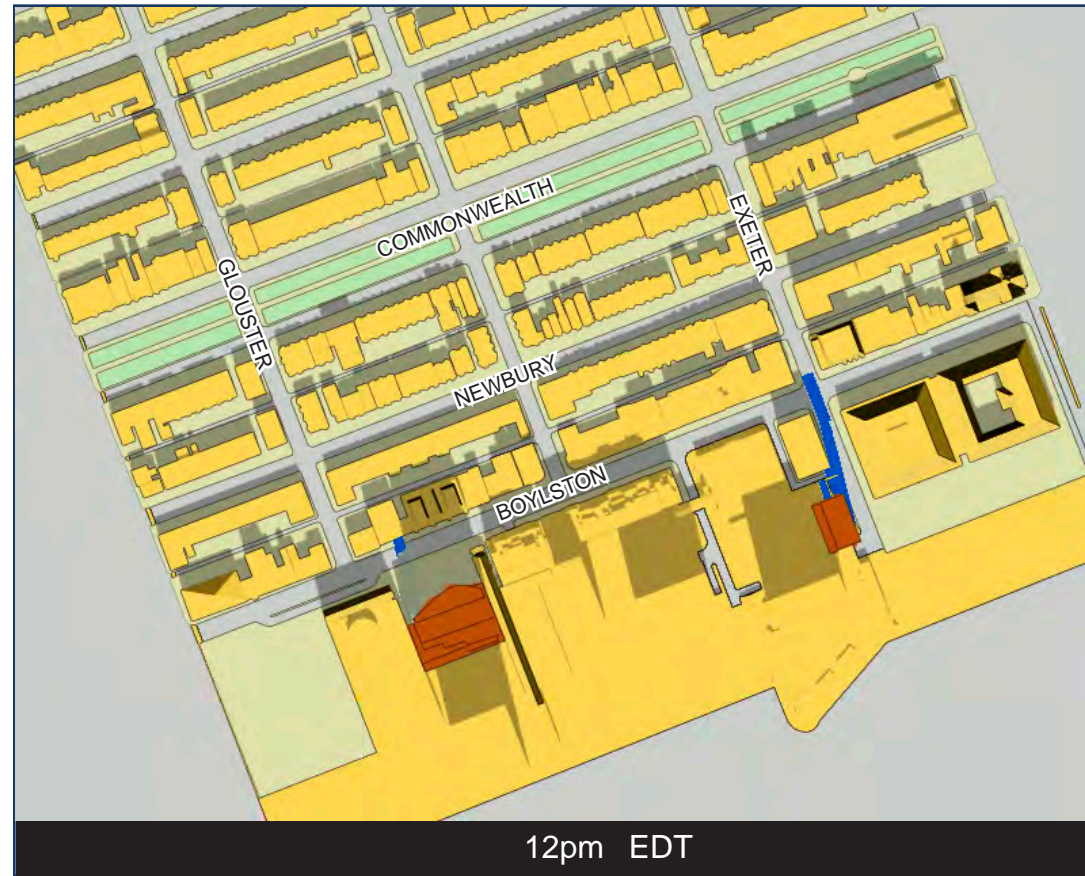 COMMONWEALTH
EXETER
GLOUSTER
NEWBURY
BOYLSTON
12pm EDT